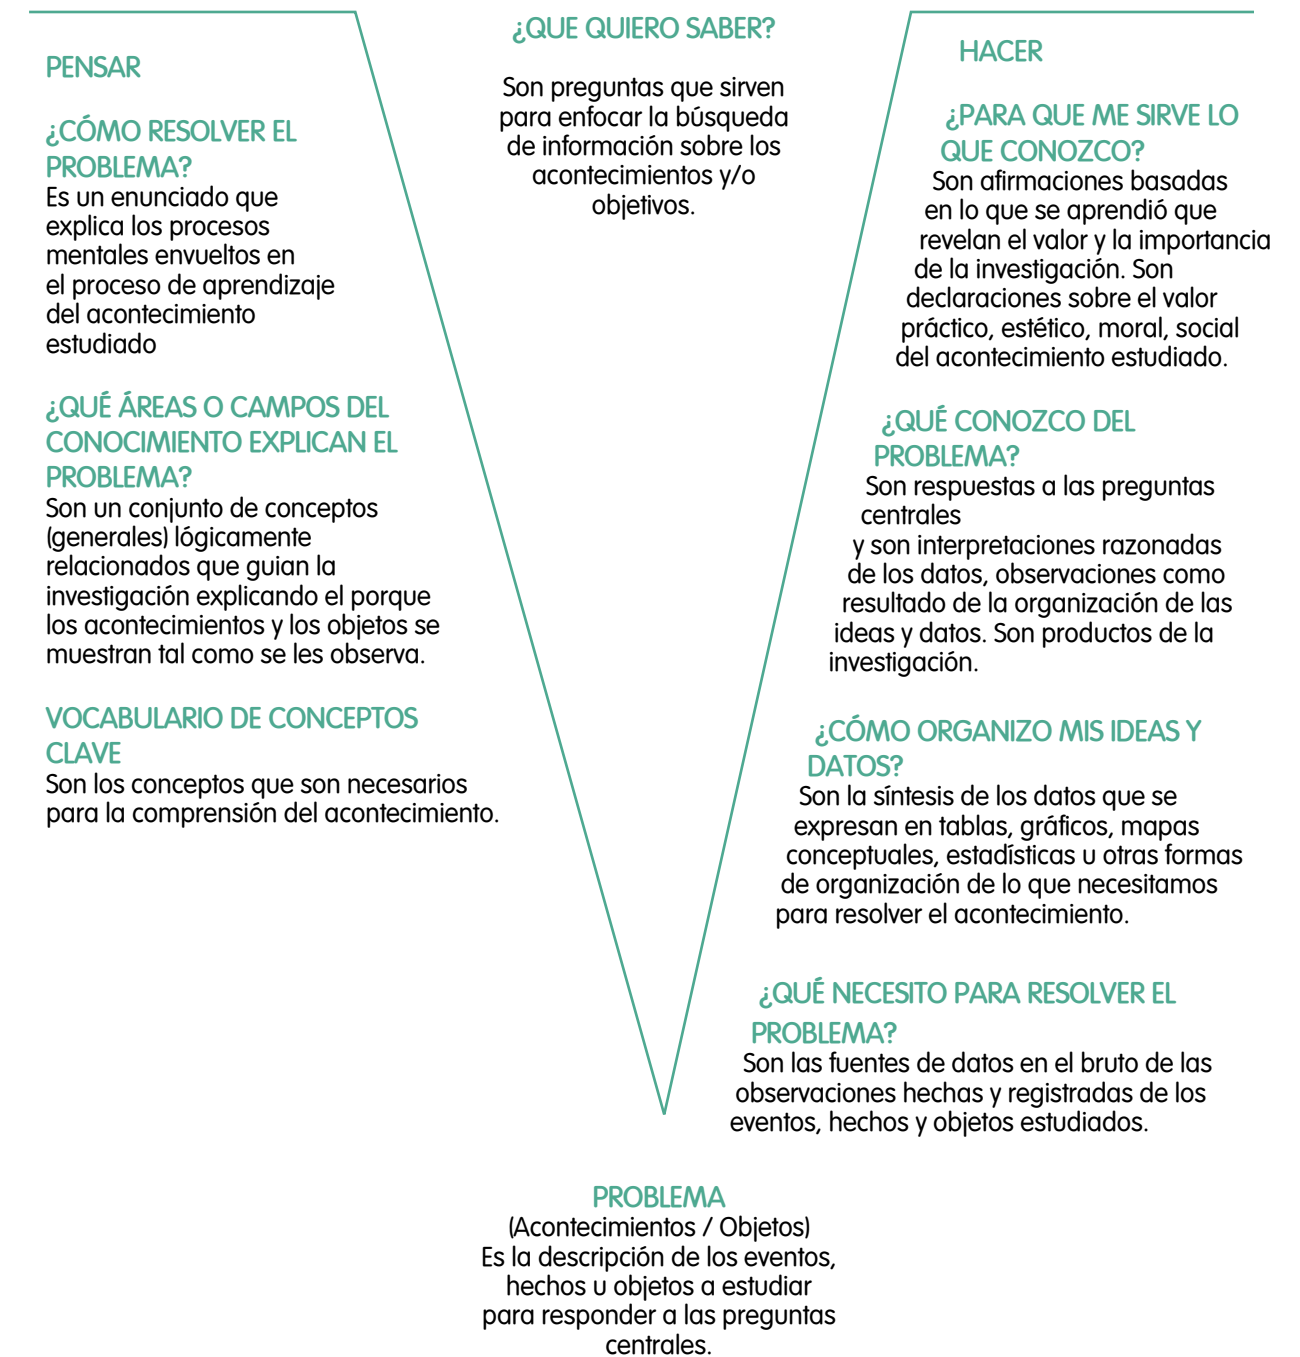 PENSAR
¿CÓMO RESOLVER EL
PROBLEMA?
Es un enunciado que
explica los procesos
mentales envueltos en
el proceso de aprendizaje
del acontecimiento
estudiado
¿QUÉ ÁREAS O CAMPOS DEL
CONOCIMIENTO EXPLICAN EL
PROBLEMA?
Son un conjunto de conceptos
(generales) lógicamente
relacionados que guian la
investigación explicando el porque
los acontecimientos y los objetos se
muestran tal como se les observa.
VOCABULARIO DE CONCEPTOS
CLAVE
Son los conceptos que son necesarios
para la comprensión del acontecimiento.
¿QUE QUIERO SABER?
Son preguntas que sirven
para enfocar la búsqueda
de información sobre los
acontecimientos y/o
objetivos.
HACER
¿PARA QUE ME SIRVE LO
QUE CONOZCO?
Son afirmaciones basadas
en lo que se aprendió que
revelan el valor y la importancia
de la investigación. Son
declaraciones sobre el valor
práctico, estético, moral, social
del acontecimiento estudiado.
¿QUÉ CONOZCO DEL
PROBLEMA?
Son respuestas a las preguntas
centrales
y son interpretaciones razonadas
de los datos, observaciones como
resultado de la organización de las
ideas y datos. Son productos de la
investigación.
¿CÓMO ORGANIZO MIS IDEAS Y
DATOS?
Son la síntesis de los datos que se
expresan en tablas, gráficos, mapas
conceptuales, estadísticas u otras formas
de organización de lo que necesitamos
para resolver el acontecimiento.
¿QUÉ NECESITO PARA RESOLVER EL
PROBLEMA?
Son las fuentes de datos en el bruto de las
observaciones hechas y registradas de los
eventos, hechos y objetos estudiados.
PROBLEMA
(Acontecimientos / Objetos)
Es la descripción de los eventos,
hechos u objetos a estudiar
para responder a las preguntas
centrales.